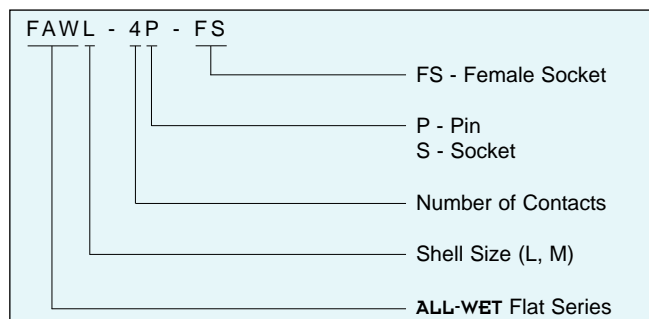 FAWL - 4P - FS
FS - Female Socket
P - Pin
S - Socket
Number of Contacts
Shell Size (L, M)
ALL-WET Flat Series